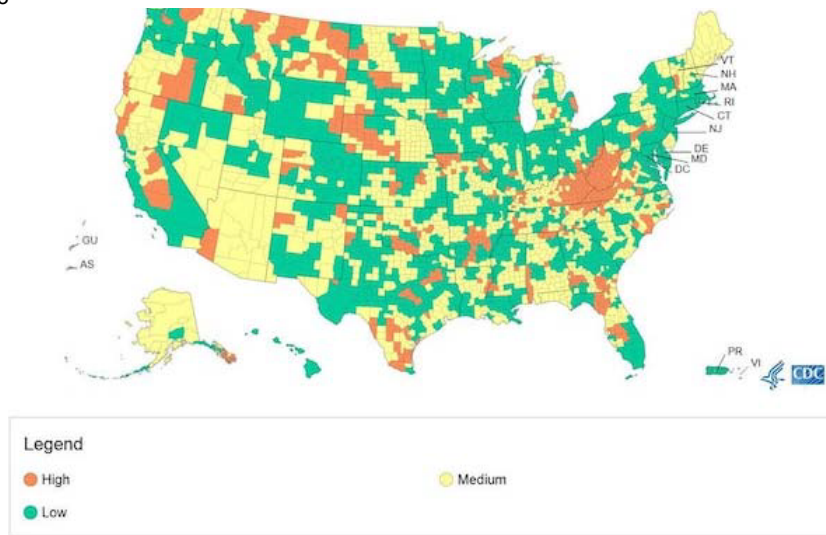 VT
NH
MA
RI
CT
NJ
DE
MD
DC
GU
AS
PR
VI
CDC
Legend
High
Medium
Low